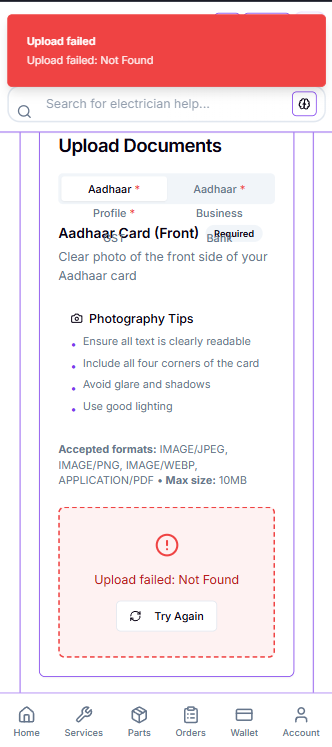 Upload failed
Upload failed: Not Found
Search for electrician help...
Upload Documents
Aadhaar *
Aadhaar *
Profile *
Business
GST
Bank
Aadhaar Card (Front)
Required
Clear photo of the front side of your
Aadhaar card
Photography Tips
• Ensure all text is clearly readable
• Include all four corners of the card
• Avoid glare and shadows
• Use good lighting
Accepted formats: IMAGE/JPEG,
IMAGE/PNG, IMAGE/WEBP,
APPLICATION/PDF • Max size: 10MB
Upload failed: Not Found
Try Again
Home
Services
Parts
Orders
Wallet
Account